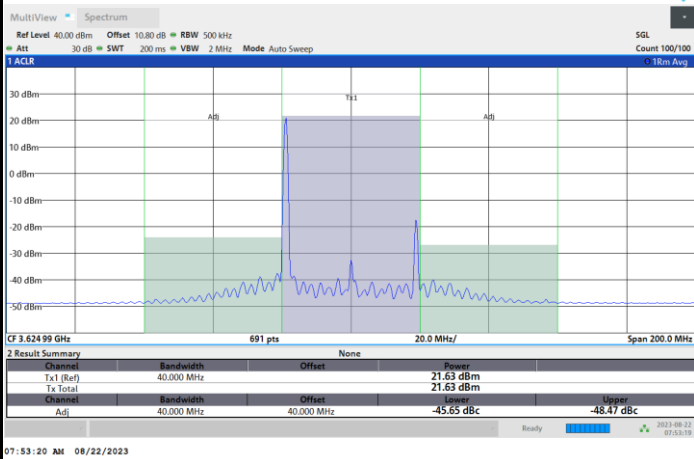 MultiView Spectrum
Ref Level 40.00 dBm Offset 10.80 dB RBW 500 kHz SGL
Att 30 dB SWT 200 ms VBW 2 MHz Mode Auto Sweep Count 100/100
1 ACLR 1Rm Avg
30 dBm
Tx1
20 dBm
Adj Adj
10 dBm
0 dBm
-10 dBm
-20 dBm
-30 dBm
-40 dBm
-50 dBm
CF 3.624 99 GHz 691 pts 20.0 MHz/ Span 200.0 MHz
2 Result Summary None
Channel Bandwidth Offset Power
Tx1 (Ref) 40.000 MHz 21.63 dBm
Tx Total 21.63 dBm
Channel Bandwidth Offset Lower Upper
Adj 40.000 MHz 40.000 MHz -45.65 dBc -48.47 dBc
Ready 2023-08-22
07:53:19
07:53:20 AM 08/22/2023